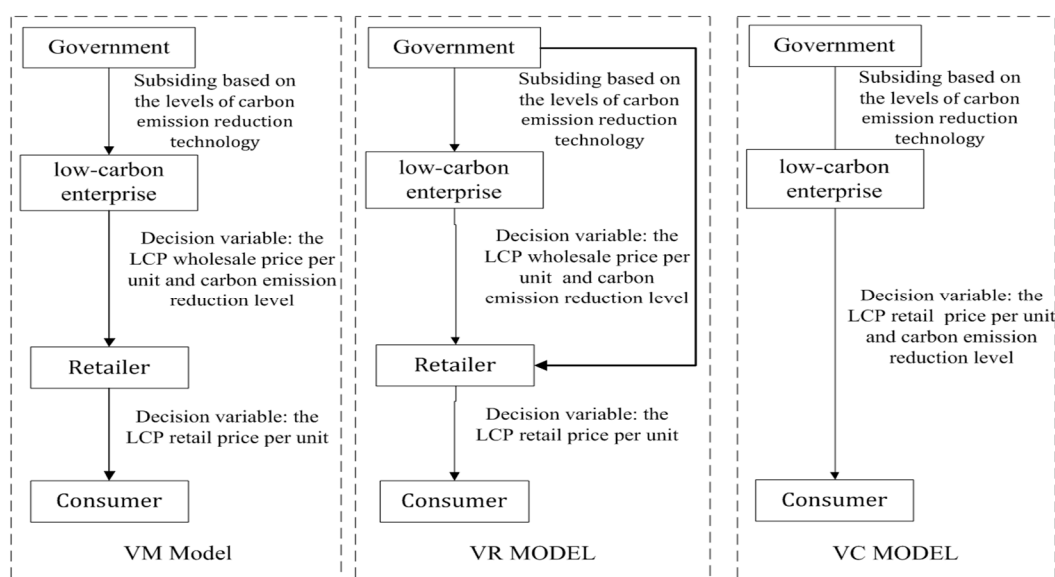 Government
Subsiding based on
the levels of carbon
emission reduction
technology
low-carbon
enterprise
Decision variable: the
LCP wholesale price per
unit and carbon emission
reduction level
Retailer
Decision variable: the
LCP retail price per unit
Consumer
VM Model
Government
Subsiding based on
the levels of carbon
emission reduction
technology
low-carbon
enterprise
Decision variable: the
LCP wholesale price per
unit and carbon
emission reduction level
Retailer
Decision variable: the
LCP retail price per unit
Consumer
VR MODEL
Government
Subsiding based on
the levels of carbon
emission reduction
technology
low-carbon
enterprise
Decision variable: the
LCP retail price per unit
and carbon emission
reduction level
Consumer
VC MODEL